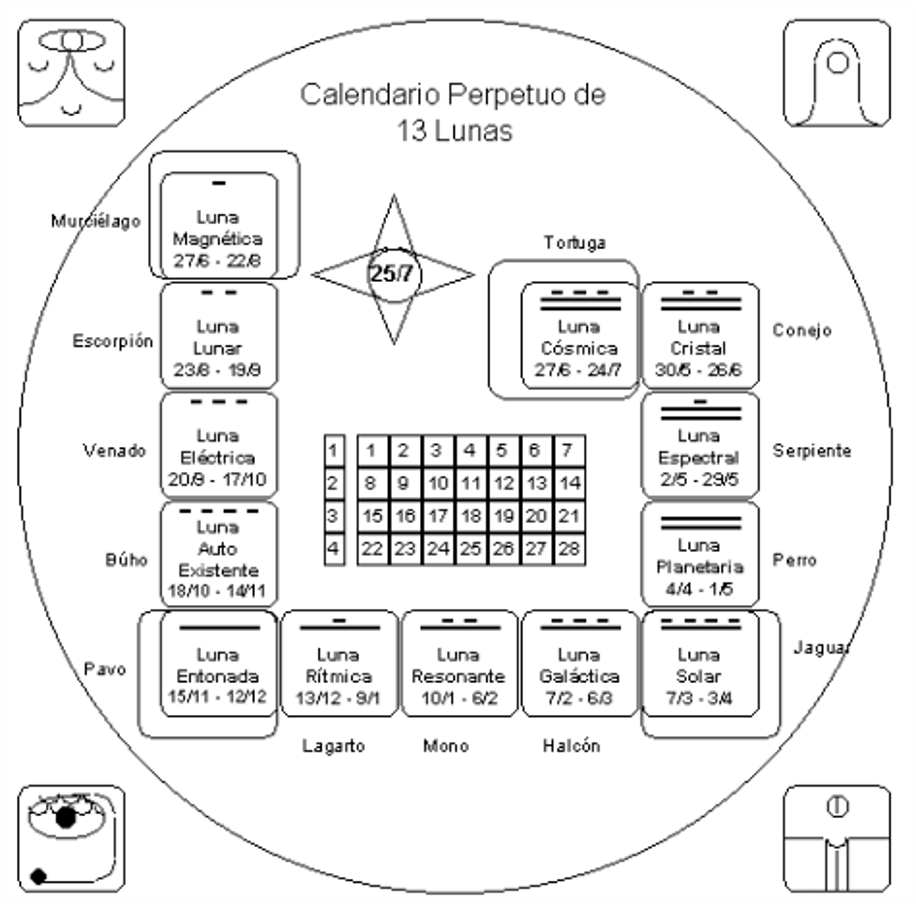 Calendario Perpetuo de
13 Lunas
Murciélago
Luna
Magnética
27/6 - 22/8
25/7
Escorpión
Luna
Lunar
23/8 - 19/9
Venado
Luna
Eléctrica
20/9 - 17/10
Búho
Luna
Auto
Existente
18/10 - 14/11
Pavo
Luna
Entonada
15/11 - 12/12
Luna
Rítmica
13/12 - 9/1
Lagarto
Luna
Resonante
10/1 - 6/2
Mono
Luna
Galáctica
7/2 - 6/3
Halcón
Luna
Solar
7/3 - 3/4
Jaguar
Luna
Planetaria
4/4 - 1/5
Perro
Luna
Espectral
2/5 - 29/5
Serpiente
Luna
Cristal
30/5 - 26/6
Conejo
Tortuga
Luna
Cósmica
27/6 - 24/7
1 1 2 3 4 5 6 7
2 8 9 10 11 12 13 14
3 15 16 17 18 19 20 21
4 22 23 24 25 26 27 28